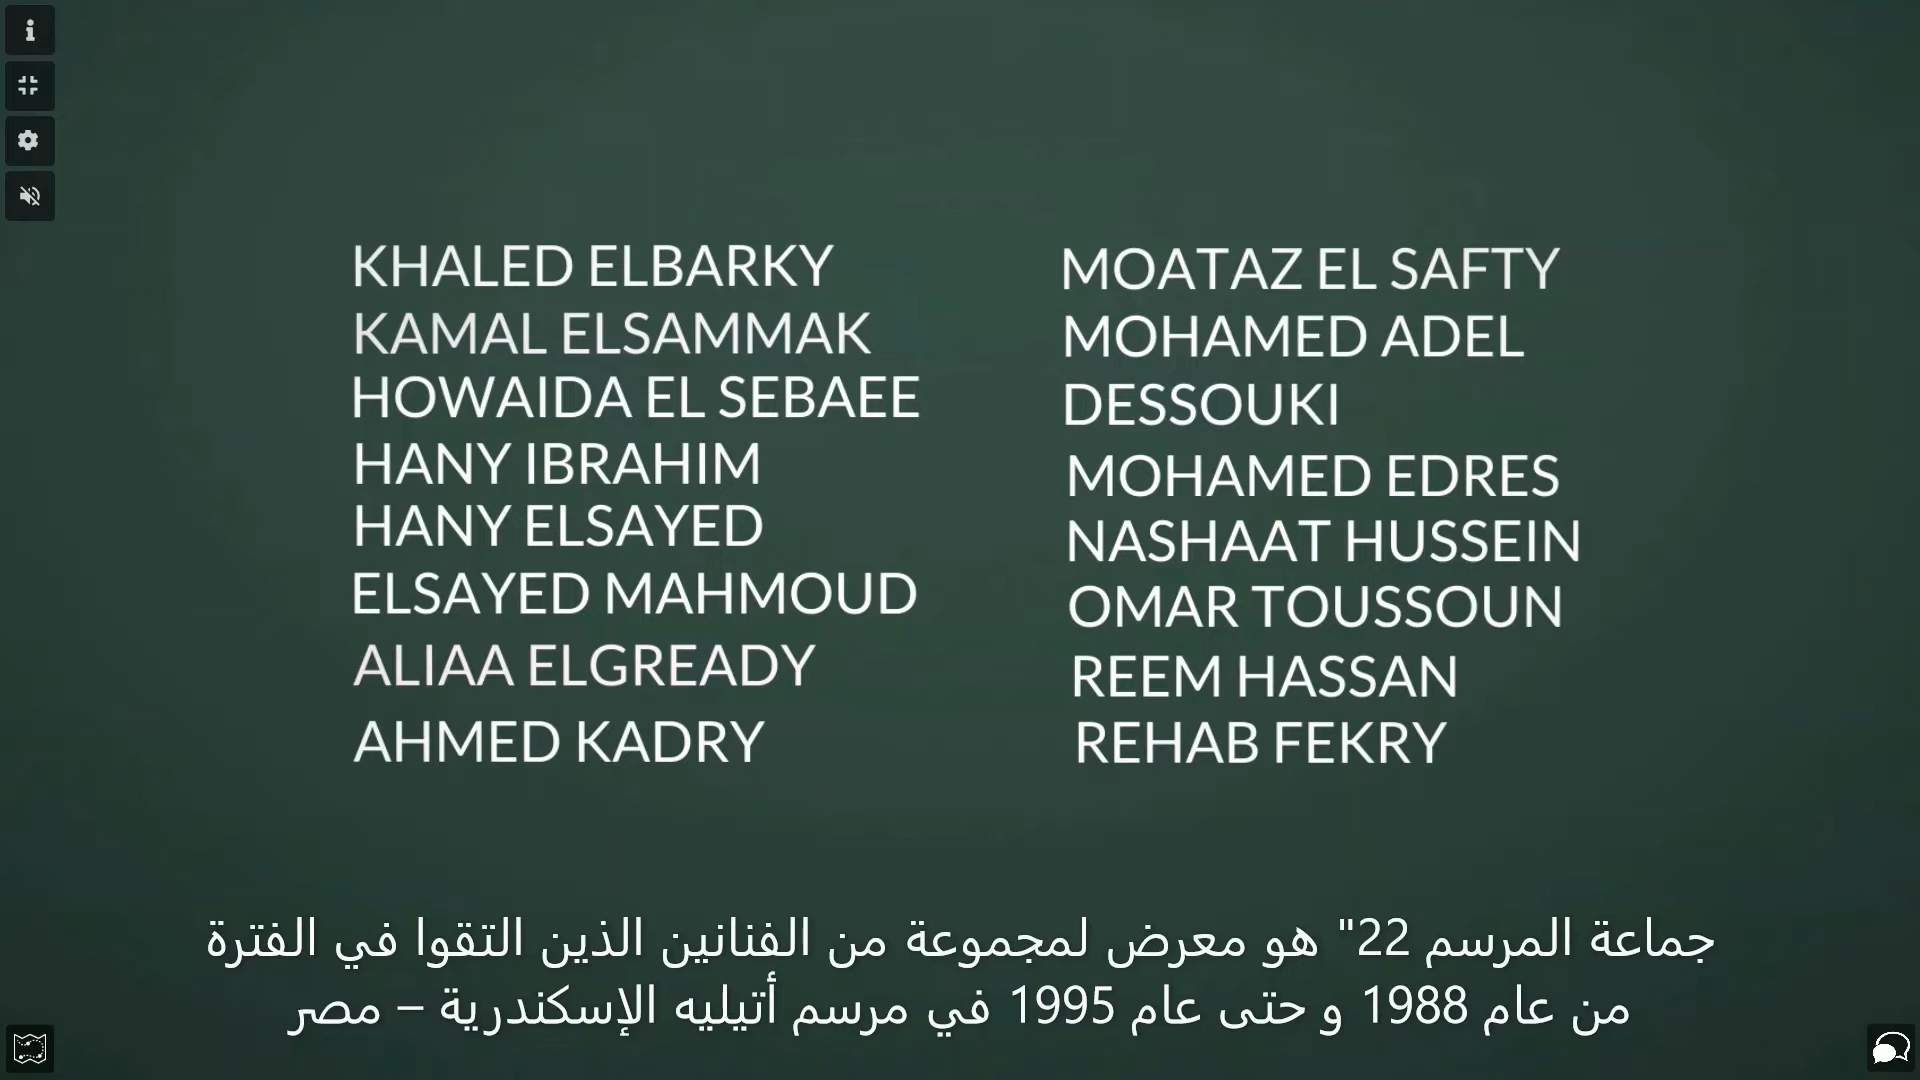 KHALED ELBARKY
KAMAL ELSAMMAK
HOWAIDA EL SEBAEE
HANY IBRAHIM
HANY ELSAYED
ELSAYED MAHMOUD
ALIAA ELGREADY
AHMED KADRY
MOATAZ EL SAFTY
MOHAMED ADEL
DESSOUKI
MOHAMED EDRES
NASHAAT HUSSEIN
OMAR TOUSSOUN
REEM HASSAN
REHAB FEKRY
جماعة المرسم 22" هو معرض لمجموعة من الفنانين الذين التقوا في الفترة
من عام 1988 و حتى عام 1995 في مرسم أتيليه الإسكندرية – مصر